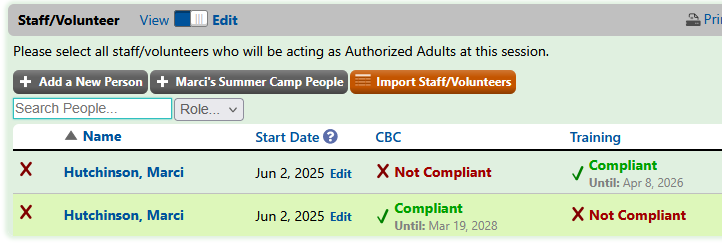 Staff/Volunteer View Edit
Please select all staff/volunteers who will be acting as Authorized Adults at this session.
+ Add a New Person + Marci's Summer Camp People Import Staff/Volunteers
Search People... Role...
Name Start Date ? CBC Training
Hutchinson, Marci Jun 2, 2025 Edit Not Compliant Compliant
Until: Apr 8, 2026
Hutchinson, Marci Jun 2, 2025 Edit Compliant Not Compliant
Until: Mar 19, 2028